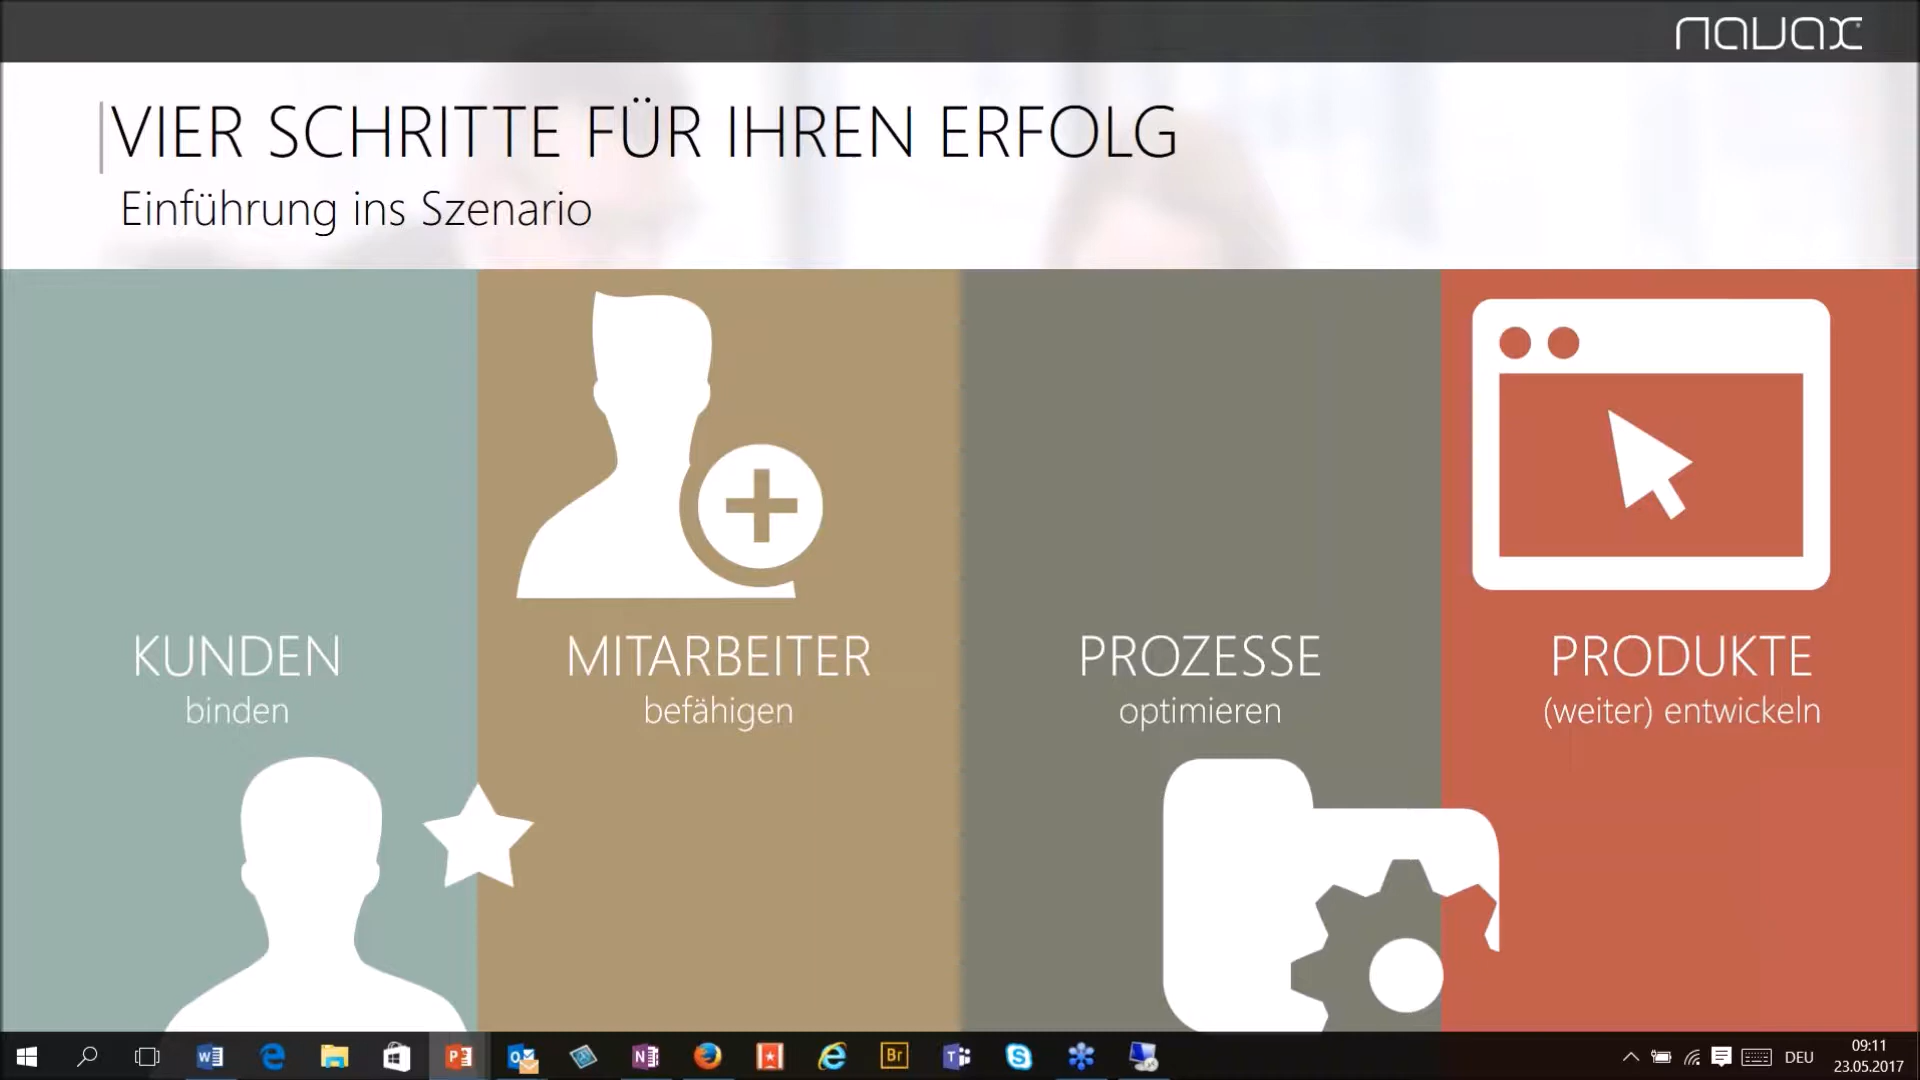 navax
VIER SCHRITTE FÜR IHREN ERFOLG
Einführung ins Szenario
KUNDEN
binden
MITARBEITER
befähigen
PROZESSE
optimieren
PRODUKTE
(weiter) entwickeln
Br
DEU
09:11
23.05.2017